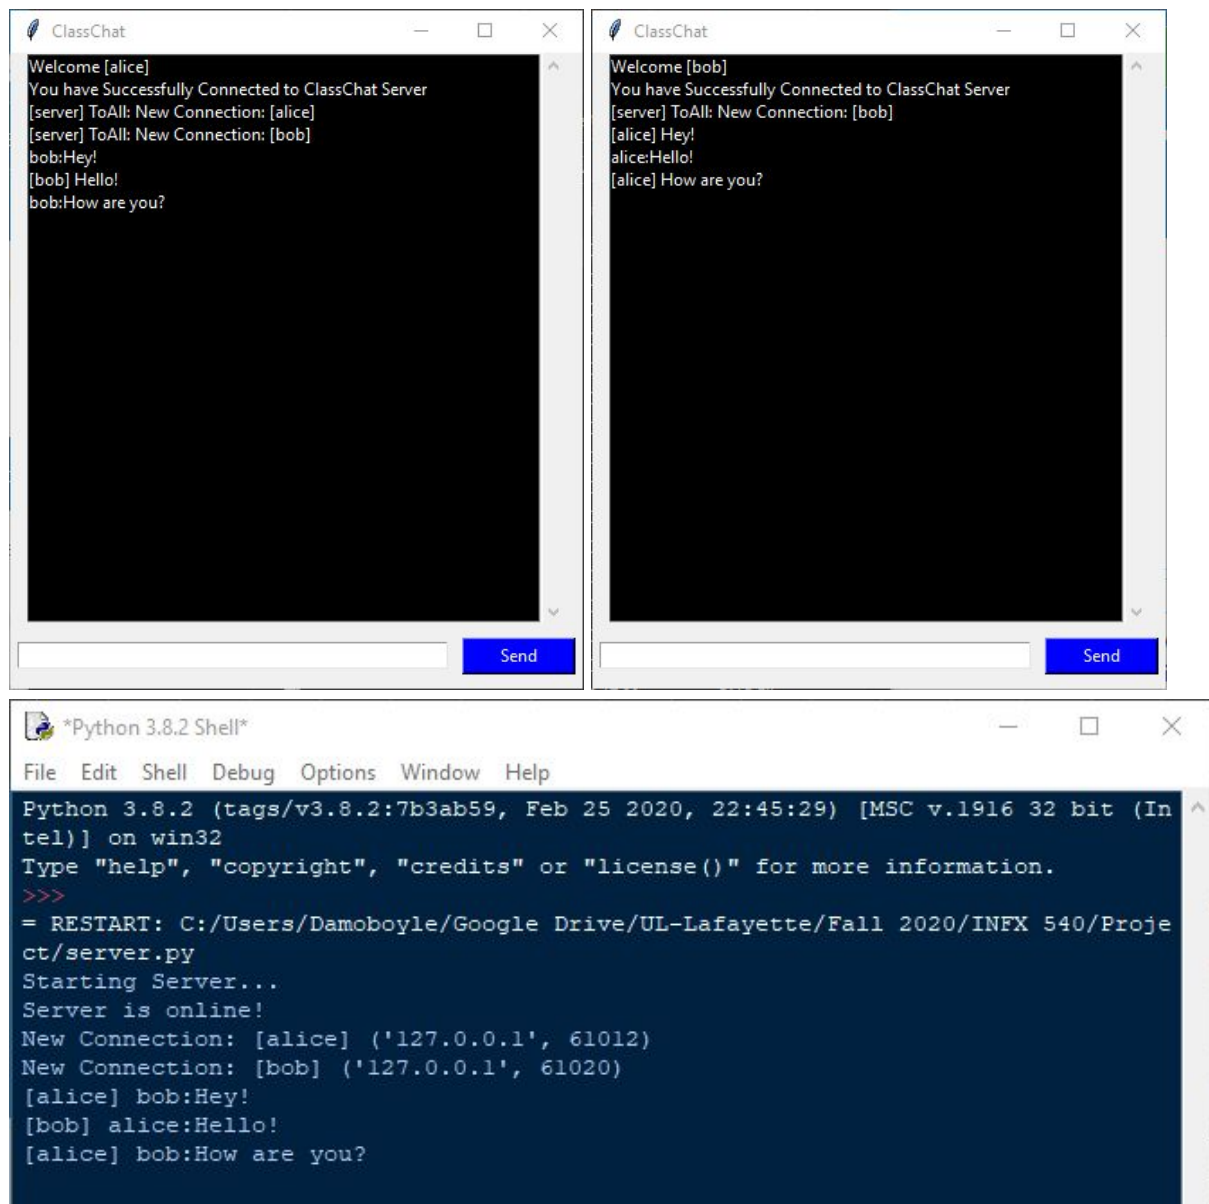 ClassChat
Welcome [alice]
You have Successfully Connected to ClassChat Server
[server] ToAll: New Connection: [alice]
[server] ToAll: New Connection: [bob]
bob:Hey!
[bob] Hello!
bob:How are you?
Send
ClassChat
Welcome [bob]
You have Successfully Connected to ClassChat Server
[server] ToAll: New Connection: [bob]
[alice] Hey!
alice:Hello!
[alice] How are you?
Send
*Python 3.8.2 Shell*
File Edit Shell Debug Options Window Help
Python 3.8.2 (tags/v3.8.2:7b3ab59, Feb 25 2020, 22:45:29) [MSC v.1916 32 bit (In
tel)] on win32
Type "help", "copyright", "credits" or "license()" for more information.
>>>
= RESTART: C:/Users/Damoboyle/Google Drive/UL-Lafayette/Fall 2020/INFX 540/Proje
ct/server.py
Starting Server...
Server is online!
New Connection: [alice] ('127.0.0.1', 61012)
New Connection: [bob] ('127.0.0.1', 61020)
[alice] bob:Hey!
[bob] alice:Hello!
[alice] bob:How are you?